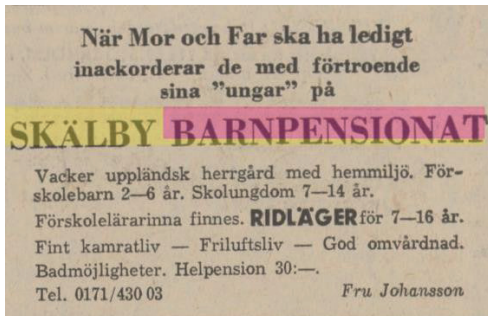 När Mor och Far ska ha ledigt
inackorderar de med förtroende
sina ”ungar” på
SKÄLBY BARNPENSIONAT
Vacker uppländsk herrgård med hemmiljö. För-
skolebarn 2—6 år. Skolungdom 7—14 år.
Förskolelärarinna finnes. RIDLÄGER för 7—16 år.
Fint kamratliv — Friluftsliv — God omvårdnad.
Badmöjligheter. Helpension 30:—.
Tel. 0171/430 03 Fru Johansson